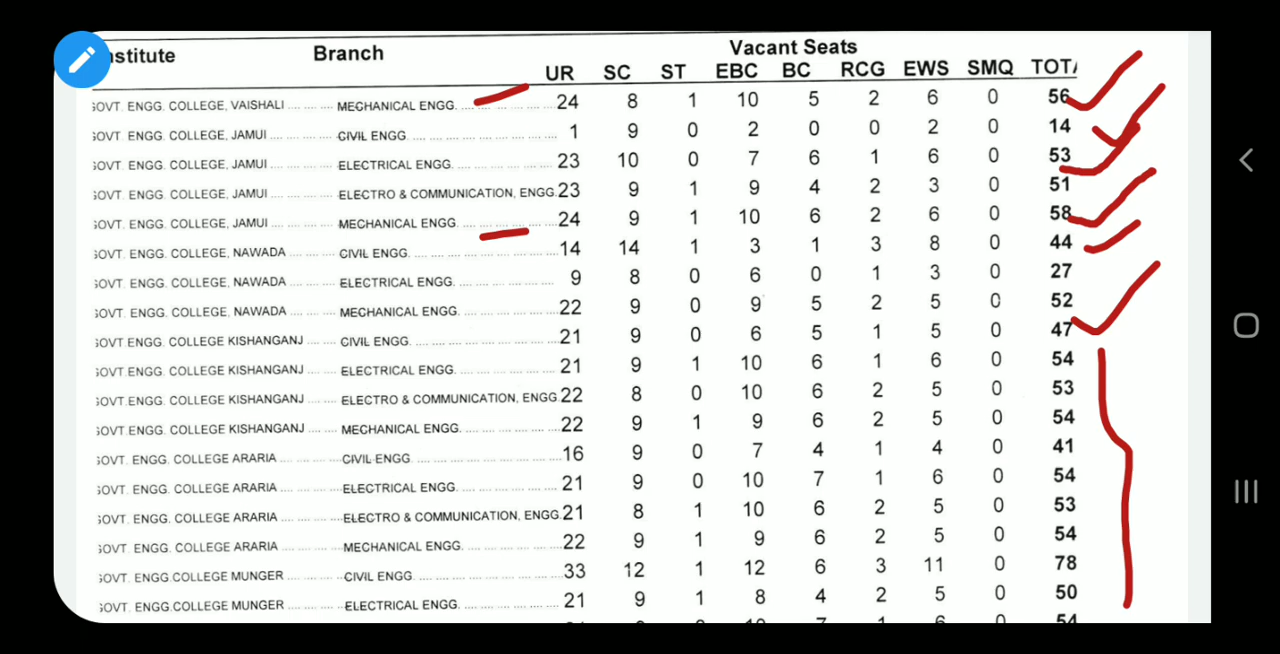 nstitute Branch Vacant Seats
UR SC ST EBC BC RCG EWS SMQ TOTA
GOVT. ENGG. COLLEGE, VAISHALI .... ... ... MECHANICAL ENGG. 24 8 1 10 5 2 6 0 56
GOVT. ENGG. COLLEGE, JAMUI CIVIL ENGG 1 9 0 2 0 0 2 0 14
GOVT. ENGG. COLLEGE, JAMUI ELECTRICAL ENGG. 23 10 0 7 6 1 6 0 53
GOVT. ENGG. COLLEGE, JAMUI ELECTRO & COMMUNICATION, ENGG. 23 9 1 9 4 2 3 0 51
GOVT. ENGG. COLLEGE, JAMUI MECHANICAL ENGG. 24 9 1 10 6 2 6 0 58
GOVT. ENGG. COLLEGE, NAWADA CIVIL ENGG. 14 14 1 3 1 3 8 0 44
GOVT. ENGG. COLLEGE, NAWADA ELECTRICAL ENGG. 9 8 0 6 0 1 3 0 27
GOVT. ENGG. COLLEGE, NAWADA MECHANICAL ENGG. 22 9 0 9 5 2 5 0 52
GOVT ENGG. COLLEGE KISHANGANJ CIVIL ENGG. 21 9 0 6 5 1 5 0 47
GOVT.ENGG. COLLEGE KISHANGANJ ELECTRICAL ENGG. 21 9 1 10 6 1 6 0 54
GOVT.ENGG. COLLEGE KISHANGANJ ELECTRO & COMMUNICATION, ENGG. 22 8 0 10 6 2 5 0 53
GOVT.ENGG. COLLEGE KISHANGANJ MECHANICAL ENGG. 22 9 1 9 6 2 5 0 54
GOVT. ENGG. COLLEGE ARARIA CIVIL ENGG. 16 9 0 7 4 1 4 0 41
GOVT. ENGG. COLLEGE ARARIA ELECTRICAL ENGG. 21 9 0 10 7 1 6 0 54
GOVT. ENGG. COLLEGE ARARIA ELECTRO & COMMUNICATION, ENGG. 21 8 1 10 6 2 5 0 53
GOVT. ENGG. COLLEGE ARARIA MECHANICAL ENGG. 22 9 1 9 6 2 5 0 54
GOVT. ENGG.COLLEGE MUNGER CIVIL ENGG. 33 12 1 12 6 3 11 0 78
GOVT. ENGG.COLLEGE MUNGER ELECTRICAL ENGG. 21 9 1 8 4 2 5 0 50